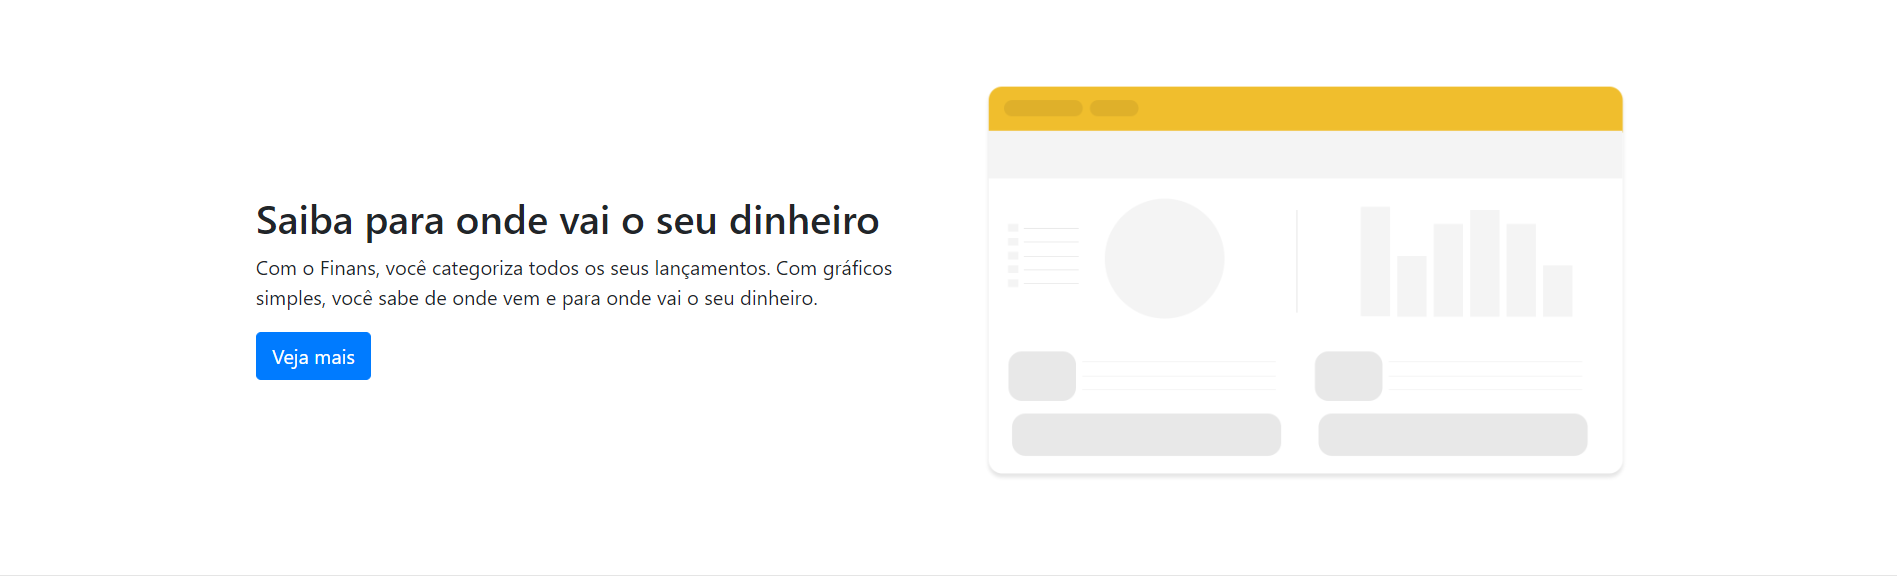 Saiba para onde vai o seu dinheiro
Com o Finans, você categoriza todos os seus lançamentos. Com gráficos
simples, você sabe de onde vem e para onde vai o seu dinheiro.
Veja mais